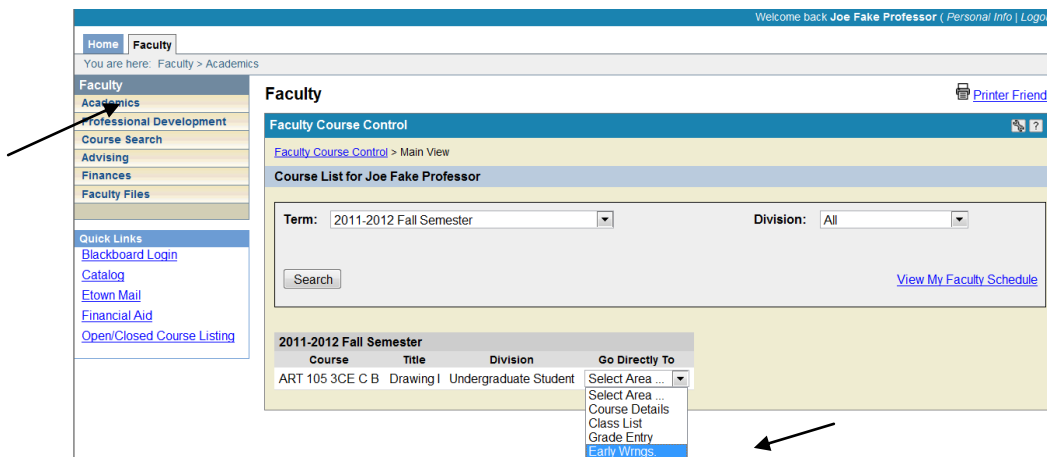 Welcome back Joe Fake Professor ( Personal Info | Logo
Home Faculty
You are here: Faculty > Academics
Faculty
Academics
Professional Development
Course Search
Advising
Finances
Faculty Files
Quick Links
Blackboard Login
Catalog
Etown Mail
Financial Aid
Open/Closed Course Listing
Faculty
Printer Friend
Faculty Course Control
?
Faculty Course Control > Main View
Course List for Joe Fake Professor
Term: 2011-2012 Fall Semester Division: All
Search View My Faculty Schedule
2011-2012 Fall Semester
Course Title Division Go Directly To
ART 105 3CE C B Drawing I Undergraduate Student Select Area ...
Select Area ...
Course Details
Class List
Grade Entry
Early Wrngs.